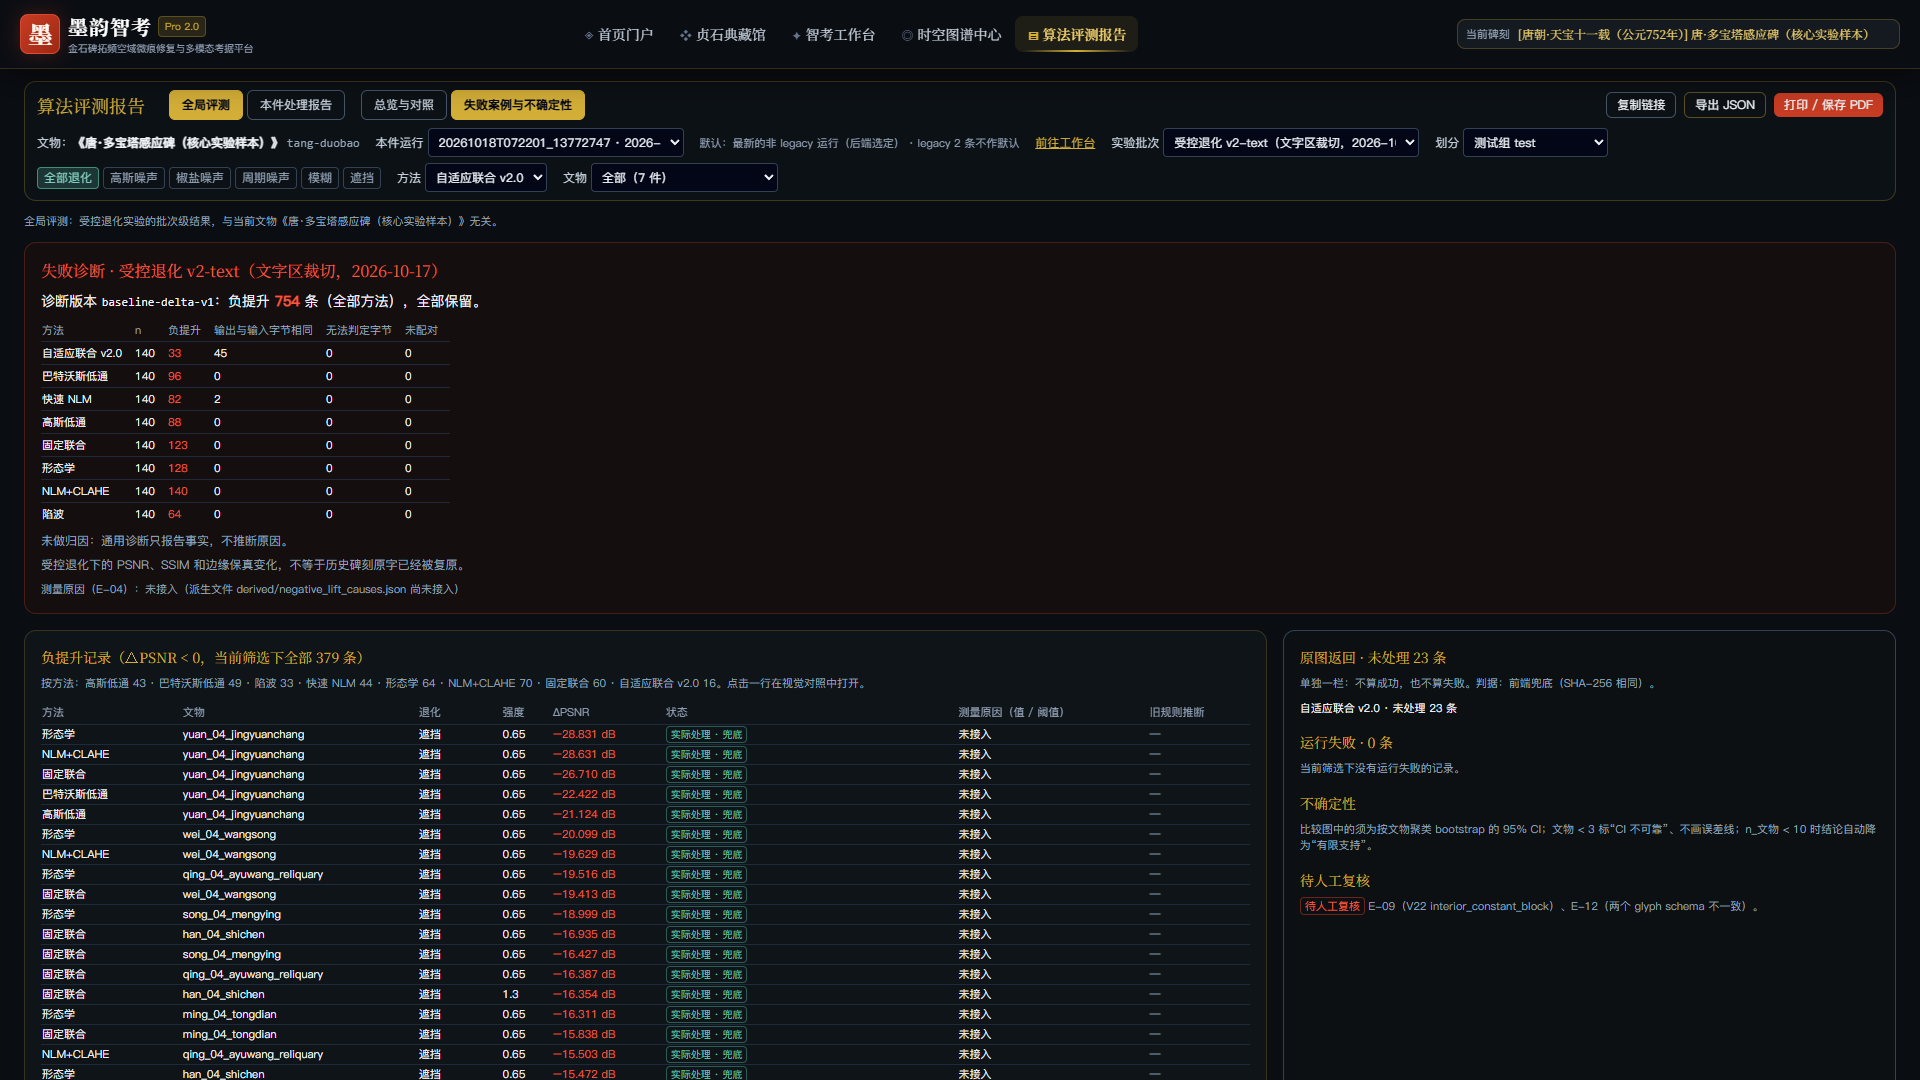 墨 墨韵智考 Pro 2.0
金石碑拓频空域微痕修复与多模态考据平台
首页门户 贞石典藏馆 智考工作台 时空图谱中心 算法评测报告
当前碑刻 [唐朝·天宝十一载（公元752年）] 唐·多宝塔感应碑（核心实验样本）
算法评测报告 全局评测 本件处理报告 总览与对照 失败案例与不确定性 复制链接 导出 JSON 打印 / 保存 PDF
文物: 《唐·多宝塔感应碑（核心实验样本）》 tang-duobao 本件运行 20261018T072201_13772747 · 2026- 默认：最新的非 legacy 运行（后端选定） · legacy 2 条不作默认 前往工作台 实验批次 受控退化 v2-text（文字区裁切，2026-1 划分 测试组 test
全部退化 高斯噪声 椒盐噪声 周期噪声 模糊 遮挡 方法 自适应联合 v2.0 文物 全部（7 件）
全局评测：受控退化实验的批次级结果，与当前文物《唐·多宝塔感应碑（核心实验样本）》无关。
失败诊断 · 受控退化 v2-text（文字区裁切，2026-10-17）
诊断版本 baseline-delta-v1：负提升 754 条（全部方法），全部保留。
方法 n 负提升 输出与输入字节相同 无法判定字节 未配对
自适应联合 v2.0 140 33 45 0 0
巴特沃斯低通 140 96 0 0 0
快速 NLM 140 82 2 0 0
高斯低通 140 88 0 0 0
固定联合 140 123 0 0 0
形态学 140 128 0 0 0
NLM+CLAHE 140 140 0 0 0
陷波 140 64 0 0 0
未做归因：通用诊断只报告事实，不推断原因。
受控退化下的 PSNR、SSIM 和边缘保真变化，不等于历史碑刻原字已经被复原。
测量原因（E-04）：未接入（派生文件 derived/negative_lift_causes.json 尚未接入）
负提升记录（△PSNR < 0，当前筛选下全部 379 条）
按方法：高斯低通 43 · 巴特沃斯低通 49 · 陷波 33 · 快速 NLM 44 · 形态学 64 · NLM+CLAHE 70 · 固定联合 60 · 自适应联合 v2.0 16。点击一行在视觉对照中打开。
方法 文物 退化 强度 ΔPSNR 状态 测量原因（值 / 阈值） 旧规则推断
形态学 yuan_04_jingyuanchang 遮挡 0.65 −28.831 dB 实际处理 · 兜底 未接入 —
NLM+CLAHE yuan_04_jingyuanchang 遮挡 0.65 −28.631 dB 实际处理 · 兜底 未接入 —
固定联合 yuan_04_jingyuanchang 遮挡 0.65 −26.710 dB 实际处理 · 兜底 未接入 —
巴特沃斯低通 yuan_04_jingyuanchang 遮挡 0.65 −22.422 dB 实际处理 · 兜底 未接入 —
高斯低通 yuan_04_jingyuanchang 遮挡 0.65 −21.124 dB 实际处理 · 兜底 未接入 —
形态学 wei_04_wangsong 遮挡 0.65 −20.099 dB 实际处理 · 兜底 未接入 —
NLM+CLAHE wei_04_wangsong 遮挡 0.65 −19.629 dB 实际处理 · 兜底 未接入 —
形态学 qing_04_ayuwang_reliquary 遮挡 0.65 −19.516 dB 实际处理 · 兜底 未接入 —
固定联合 wei_04_wangsong 遮挡 0.65 −19.413 dB 实际处理 · 兜底 未接入 —
形态学 song_04_mengying 遮挡 0.65 −18.999 dB 实际处理 · 兜底 未接入 —
固定联合 han_04_shichen 遮挡 0.65 −16.935 dB 实际处理 · 兜底 未接入 —
固定联合 song_04_mengying 遮挡 0.65 −16.427 dB 实际处理 · 兜底 未接入 —
固定联合 qing_04_ayuwang_reliquary 遮挡 0.65 −16.387 dB 实际处理 · 兜底 未接入 —
固定联合 han_04_shichen 遮挡 1.3 −16.354 dB 实际处理 · 兜底 未接入 —
形态学 ming_04_tongdian 遮挡 0.65 −16.311 dB 实际处理 · 兜底 未接入 —
固定联合 ming_04_tongdian 遮挡 0.65 −15.838 dB 实际处理 · 兜底 未接入 —
NLM+CLAHE qing_04_ayuwang_reliquary 遮挡 0.65 −15.503 dB 实际处理 · 兜底 未接入 —
形态学 han_04_shichen 遮挡 0.65 −15.472 dB 实际处理 · 兜底 未接入 —
原图返回 · 未处理 23 条
单独一栏：不算成功，也不算失败。判据：前端兜底（SHA-256 相同）。
自适应联合 v2.0 · 未处理 23 条
运行失败 · 0 条
当前筛选下没有运行失败的记录。
不确定性
比较图中的须为按文物聚类 bootstrap 的 95% CI；文物 < 3 标“CI 不可靠”、不画误差线；n_文物 < 10 时结论自动降
为“有限支持”。
待人工复核
待人工复核 E-09（V22 interior_constant_block）、E-12（两个 glyph schema 不一致）。